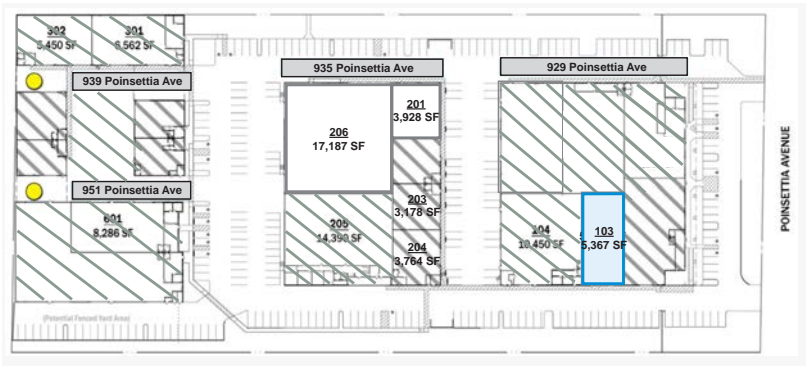 302
5,450 SF
301
6,562 SF
939 Poinsettia Ave
951 Poinsettia Ave
601
8,286 SF
(Potential Fenced Yard Area)
935 Poinsettia Ave
206
17,187 SF
201
3,928 SF
203
3,178 SF
205
14,390 SF
204
3,764 SF
929 Poinsettia Ave
104
10,450 SF
103
5,367 SF
POINSETTIA AVENUE